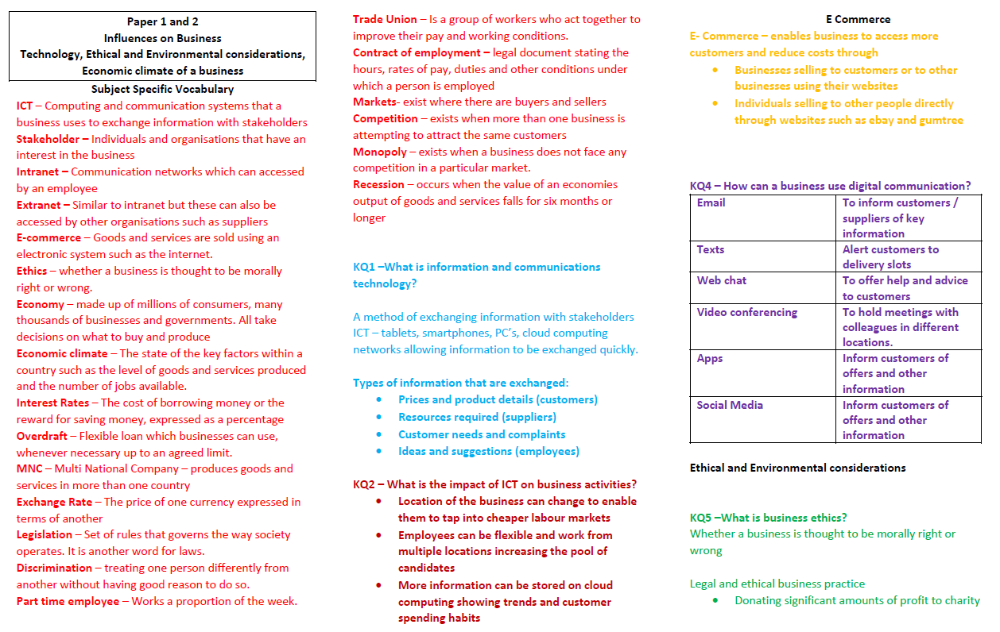 Paper 1 and 2
Influences on Business
Technology, Ethical and Environmental considerations,
Economic climate of a business
Subject Specific Vocabulary
ICT – Computing and communication systems that a
business uses to exchange information with stakeholders
Stakeholder – Individuals and organisations that have an
interest in the business
Intranet – Communication networks which can accessed
by an employee
Extranet – Similar to intranet but these can also be
accessed by other organisations such as suppliers
E-commerce – Goods and services are sold using an
electronic system such as the internet.
Ethics – whether a business is thought to be morally
right or wrong.
Economy – made up of millions of consumers, many
thousands of businesses and governments. All take
decisions on what to buy and produce
Economic climate – The state of the key factors within a
country such as the level of goods and services produced
and the number of jobs available.
Interest Rates – The cost of borrowing money or the
reward for saving money, expressed as a percentage
Overdraft – Flexible loan which businesses can use,
whenever necessary up to an agreed limit.
MNC – Multi National Company – produces goods and
services in more than one country
Exchange Rate – The price of one currency expressed in
terms of another
Legislation – Set of rules that governs the way society
operates. It is another word for laws.
Discrimination – treating one person differently from
another without having good reason to do so.
Part time employee – Works a proportion of the week.
Trade Union – Is a group of workers who act together to
improve their pay and working conditions.
Contract of employment – legal document stating the
hours, rates of pay, duties and other conditions under
which a person is employed
Markets- exist where there are buyers and sellers
Competition – exists when more than one business is
attempting to attract the same customers
Monopoly – exists when a business does not face any
competition in a particular market.
Recession – occurs when the value of an economies
output of goods and services falls for six months or
longer
KQ1 –What is information and communications
technology?
A method of exchanging information with stakeholders
ICT – tablets, smartphones, PC's, cloud computing
networks allowing information to be exchanged quickly.
Types of information that are exchanged:
• Prices and product details (customers)
• Resources required (suppliers)
• Customer needs and complaints
• Ideas and suggestions (employees)
KQ2 – What is the impact of ICT on business activities?
• Location of the business can change to enable
them to tap into cheaper labour markets
• Employees can be flexible and work from
multiple locations increasing the pool of
candidates
• More information can be stored on cloud
computing showing trends and customer
spending habits
E Commerce
E- Commerce – enables business to access more
customers and reduce costs through
• Businesses selling to customers or to other
businesses using their websites
• Individuals selling to other people directly
through websites such as ebay and gumtree
KQ4 – How can a business use digital communication?
Email
To inform customers /
suppliers of key
information
Texts
Alert customers to
delivery slots
Web chat
To offer help and advice
to customers
Video conferencing
To hold meetings with
colleagues in different
locations.
Apps
Inform customers of
offers and other
information
Social Media
Inform customers of
offers and other
information
Ethical and Environmental considerations
KQ5 –What is business ethics?
Whether a business is thought to be morally right or
wrong
Legal and ethical business practice
• Donating significant amounts of profit to charity